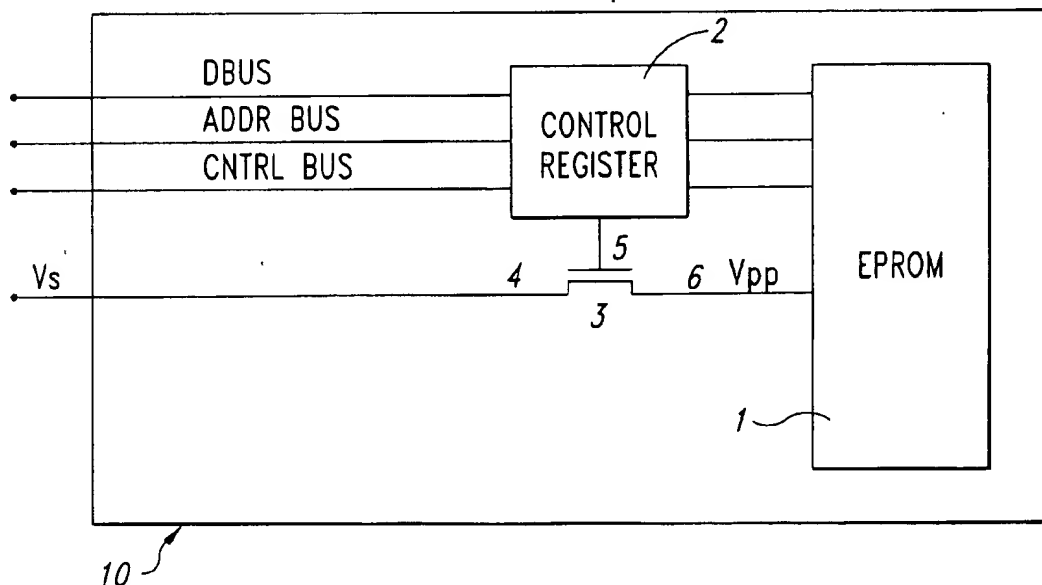 2
DBUS
ADDR BUS
CONTROL
REGISTER
CNTRL BUS
5
EPROM
Vs
4
6 Vpp
3
1
10